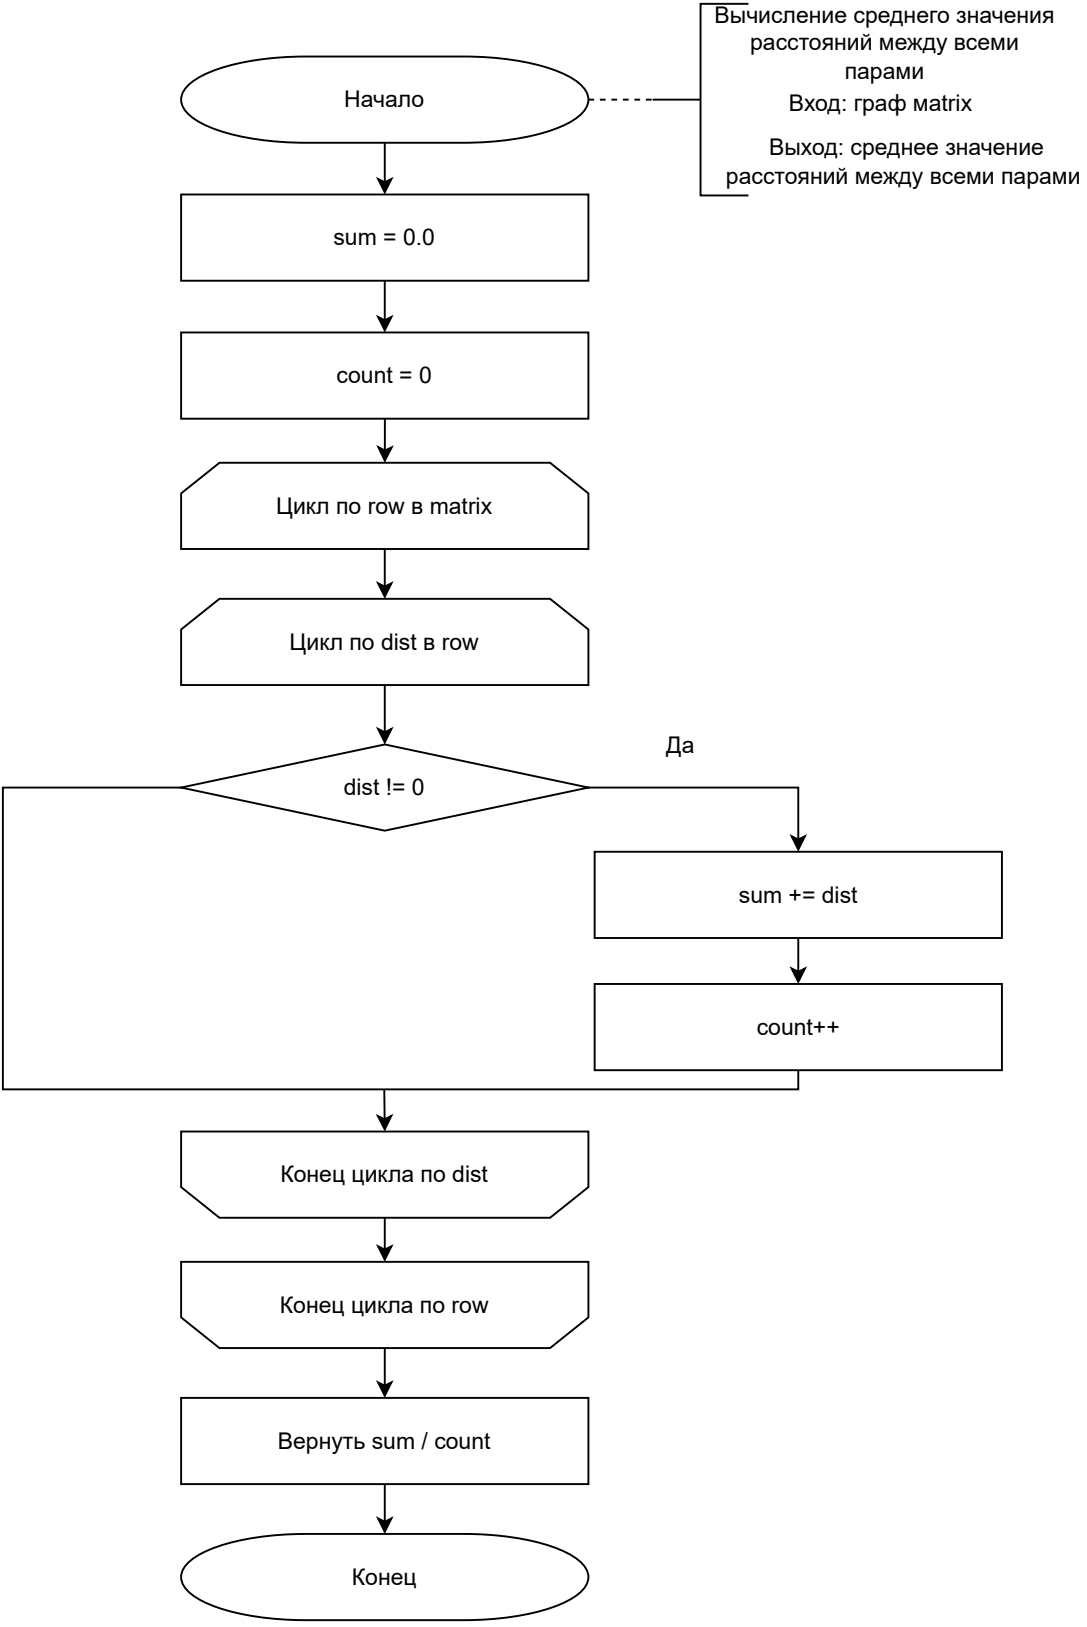 Вычисление среднего значения
расстояний между всеми
парами
Вход: граф matrix
Выход: среднее значение
расстояний между всеми парами
Начало
sum = 0.0
count = 0
Цикл по row в matrix
Цикл по dist в row
Да
dist != 0
sum += dist
count++
Конец цикла по dist
Конец цикла по row
Вернуть sum / count
Конец